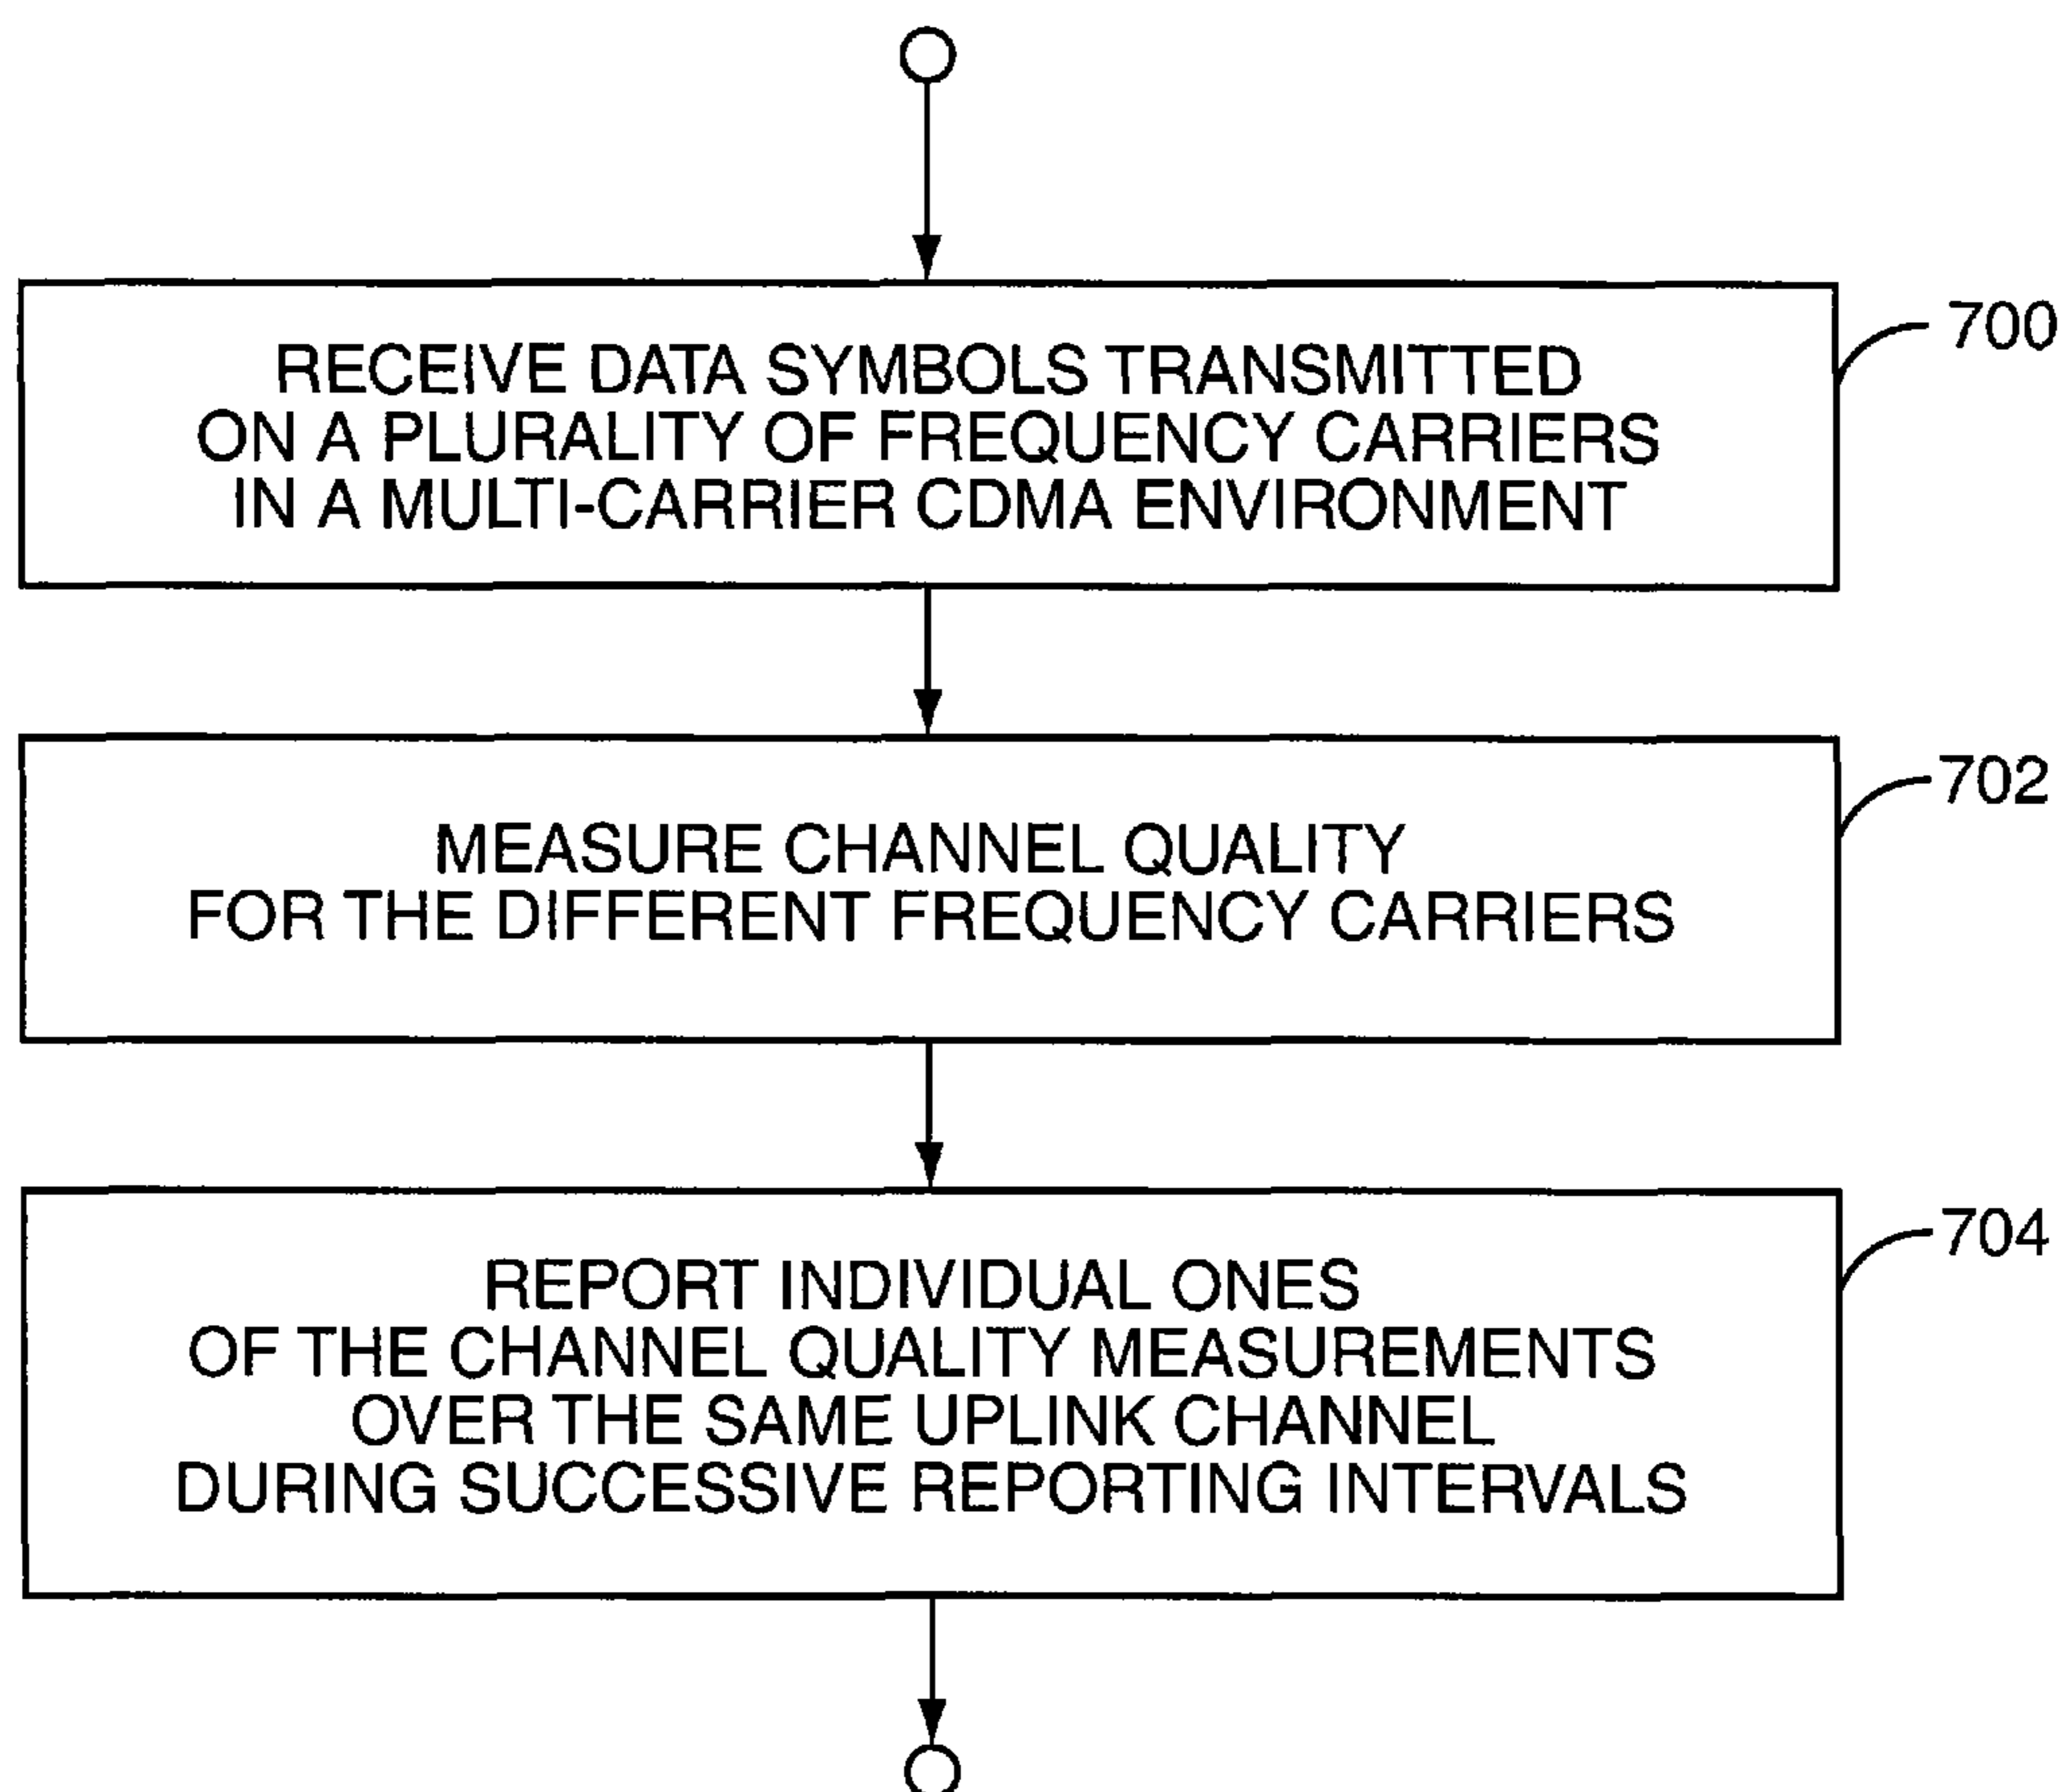 700
RECEIVE DATA SYMBOLS TRANSMITTED
ON A PLURALITY OF FREQUENCY CARRIERS
IN A MULTI-CARRIER CDMA ENVIRONMENT
702
MEASURE CHANNEL QUALITY
FOR THE DIFFERENT FREQUENCY CARRIERS
704
REPORT INDIVIDUAL ONES
OF THE CHANNEL QUALITY MEASUREMENTS
OVER THE SAME UPLINK CHANNEL
DURING SUCCESSIVE REPORTING INTERVALS